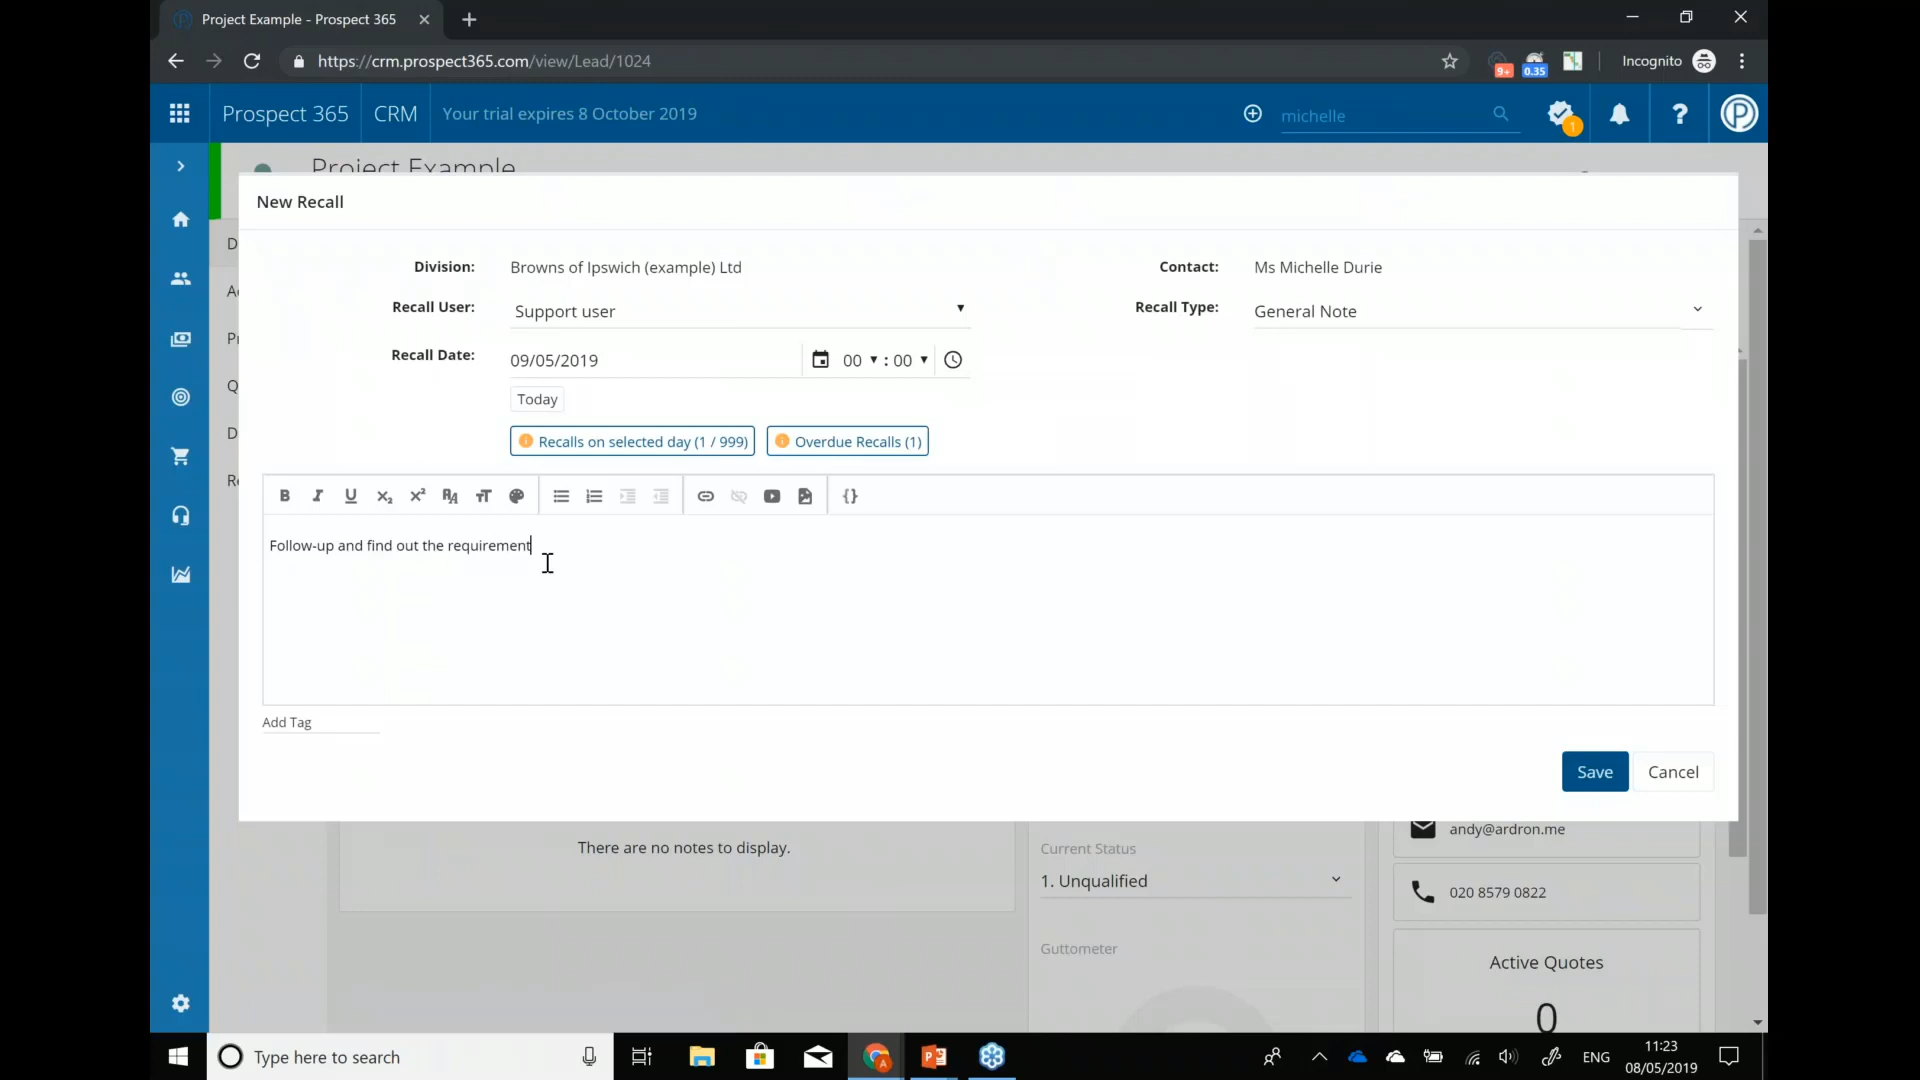 Project Example - Prospect 365
https://crm.prospect365.com/view/Lead/1024
9+
0.35
Incognito
Prospect 365
CRM
Your trial expires 8 October 2019
michelle
1
?
Project Example
New Recall
Division:
Browns of Ipswich (example) Ltd
Contact:
Ms Michelle Durie
Recall User:
Support user
Recall Type:
General Note
Recall Date:
09/05/2019
00 : 00
Today
Recalls on selected day (1 / 999)
Overdue Recalls (1)
Follow-up and find out the requirement
Add Tag
Save
Cancel
There are no notes to display.
Current Status
1. Unqualified
Guttometer
andy@ardron.me
020 8579 0822
Active Quotes
0
Type here to search
ENG
11:23
08/05/2019